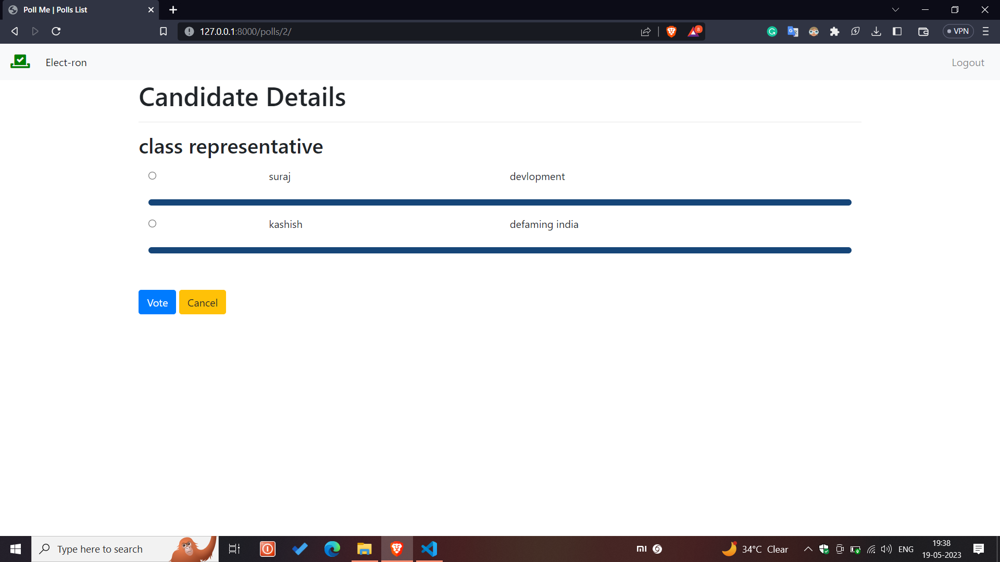 Poll Me | Polls List
127.0.0.1:8000/polls/2/
8
VPN
Elect-ron
Logout
Candidate Details
class representative
suraj devlopment
kashish defaming india
Vote Cancel
Type here to search
mi
34°C Clear
ENG
19:38
19-05-2023